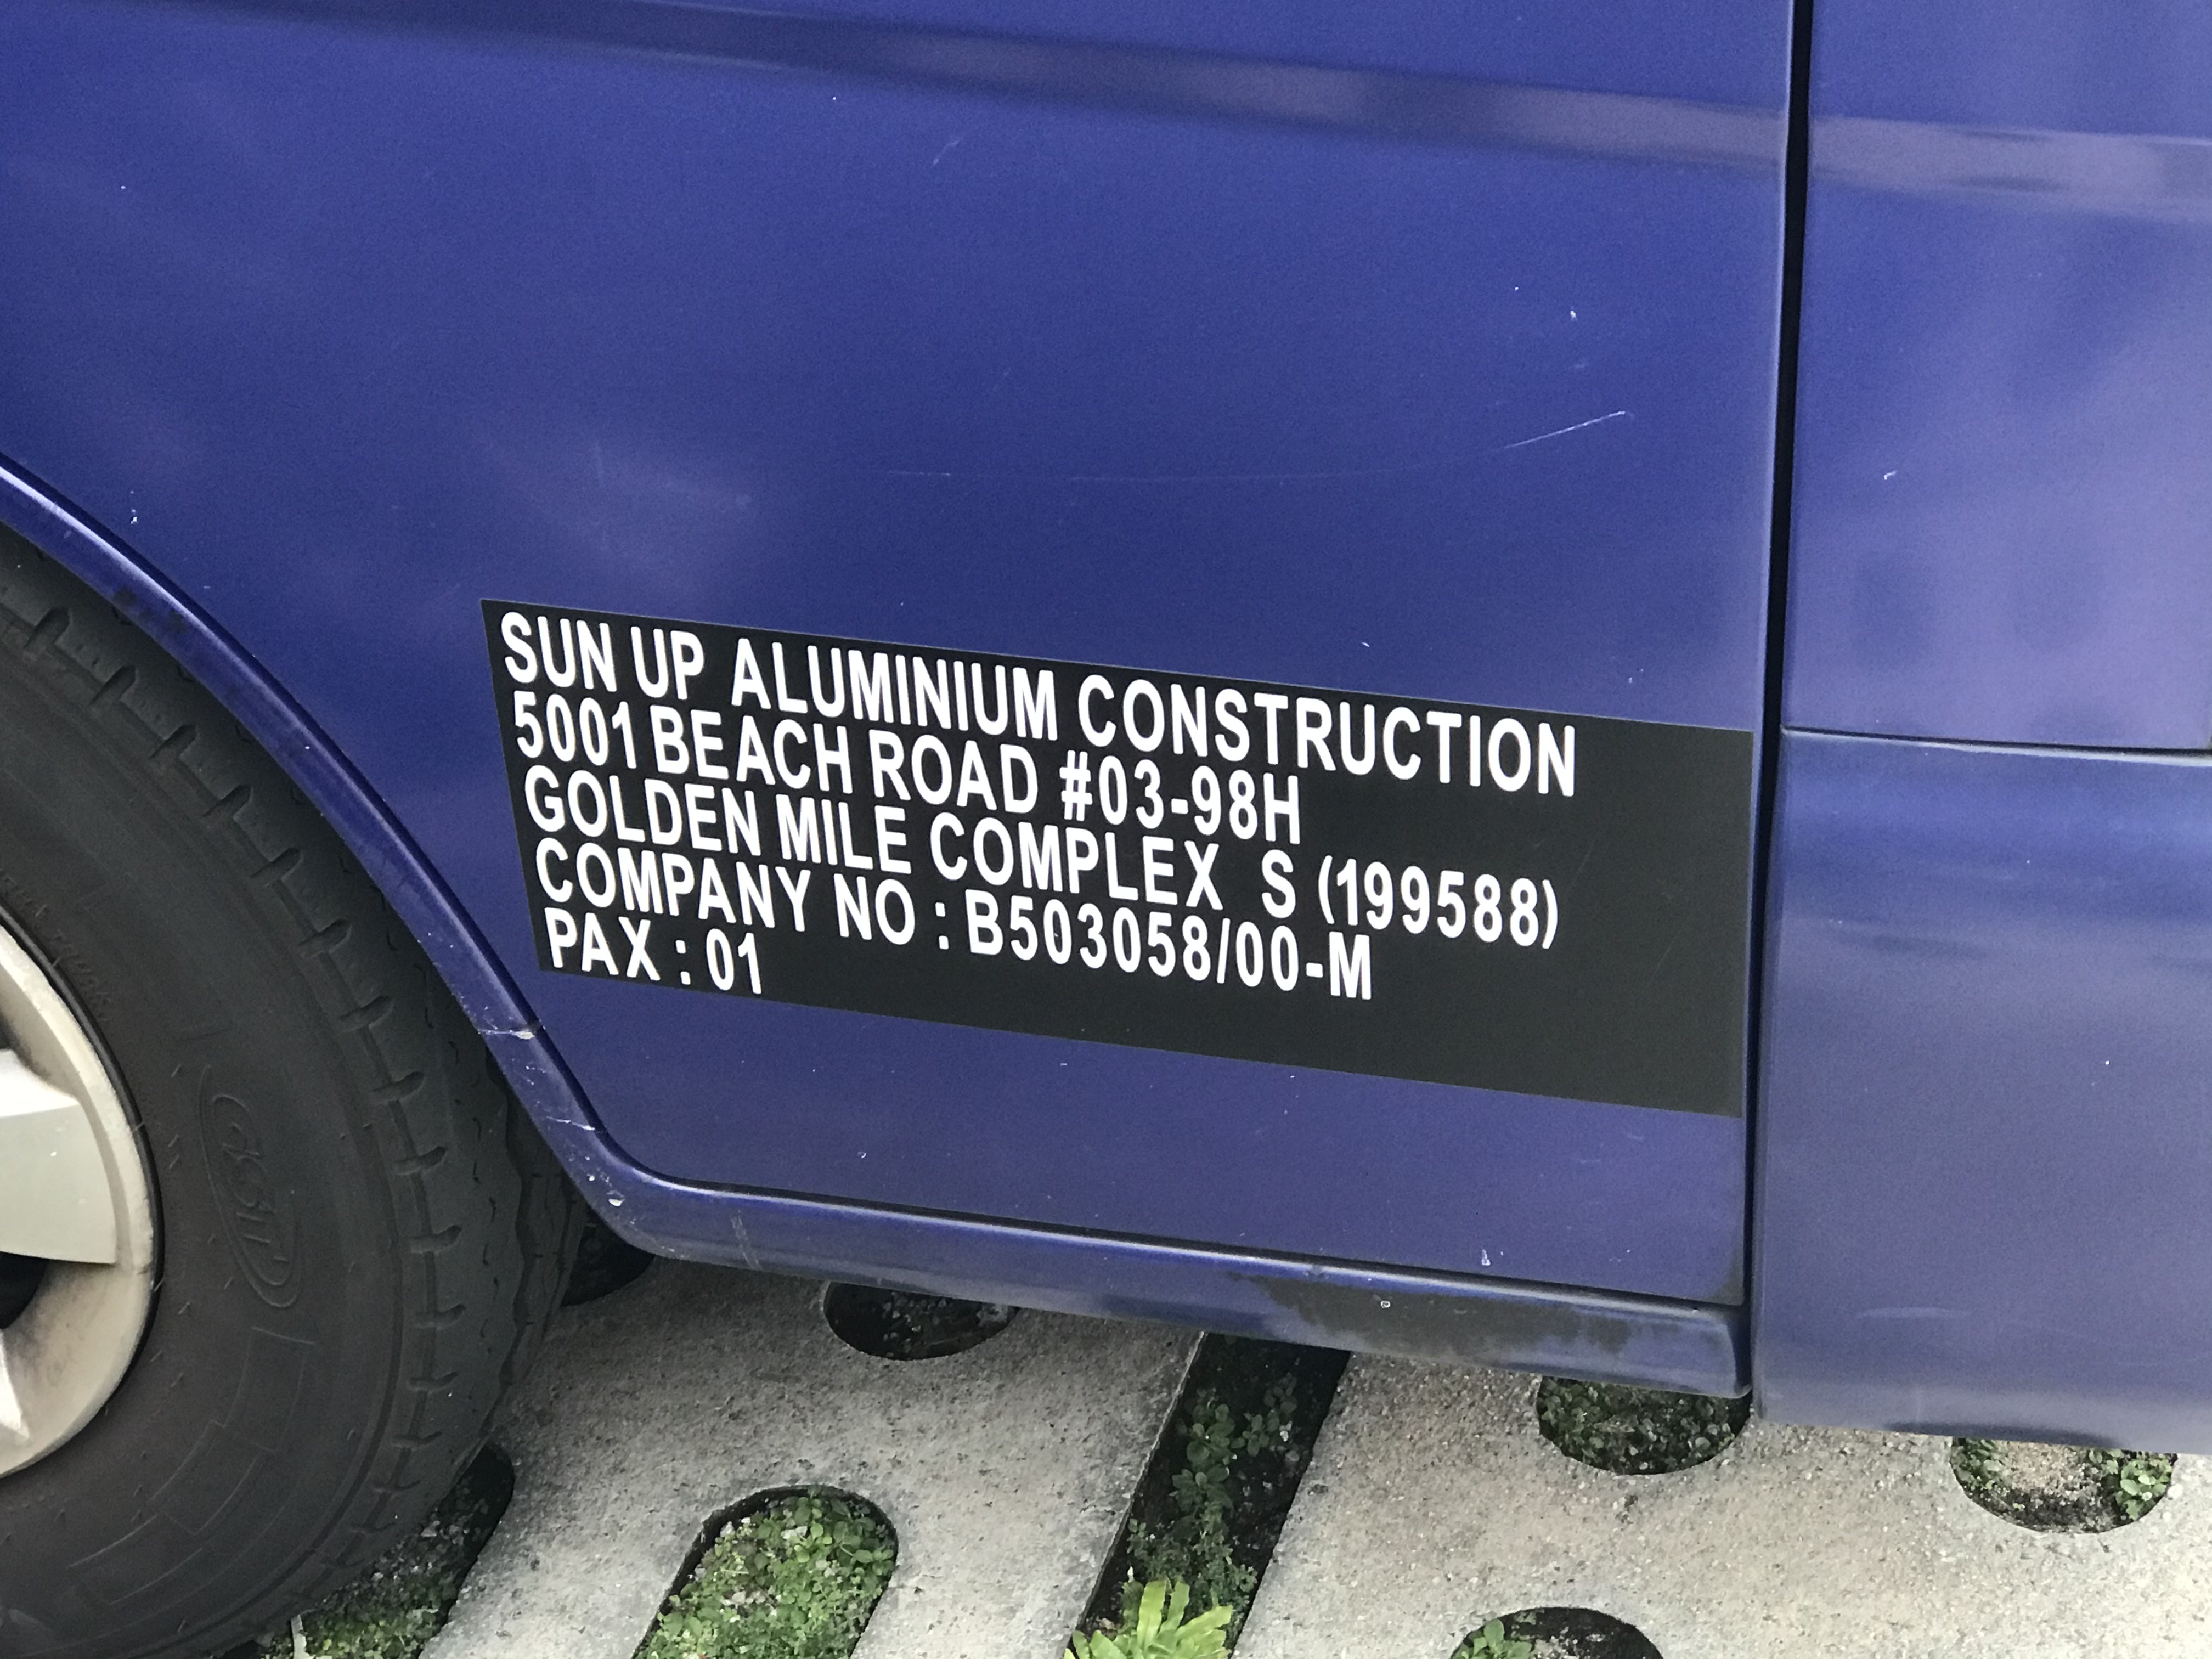 SUN UP ALUMINIUM CONSTRUCTION
5001 BEACH ROAD #03-98H
GOLDEN MILE COMPLEX S (199588)
COMPANY NO : B503058/00-M
PAX : 01